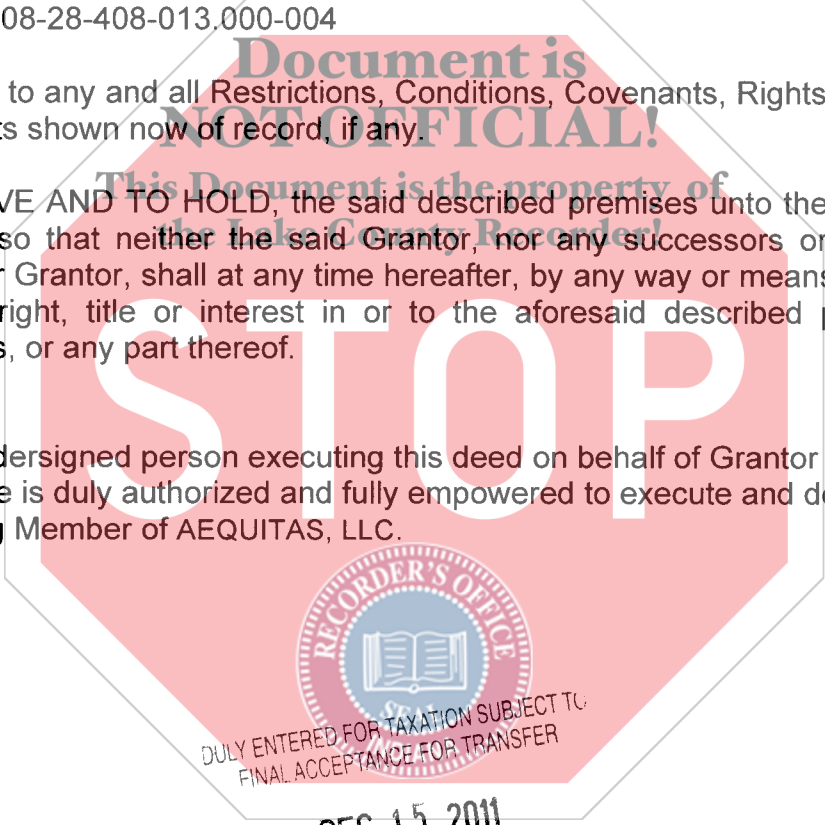 08-28-408-013.000-004
Document is
to any and all Restrictions, Conditions, Covenants, Rights
ts shown now of record, if any.
NOT OFFICIAL!
This Document is the property of
VE AND TO HOLD, the said described premises unto the
the Lake County Recorder!
so that neither the said Grantor, nor any successors or
r Grantor, shall at any time hereafter, by any way or means
right, title or interest in or to the aforesaid described p
s, or any part thereof.
STOP
dersigned person executing this deed on behalf of Grantor
e is duly authorized and fully empowered to execute and de
g Member of AEQUITAS, LLC.
RECORDER'S OFFICE
SEAL
INDIANA
DULY ENTERED FOR TAXATION SUBJECT TO
FINAL ACCEPTANCE FOR TRANSFER
DEC 15 2011